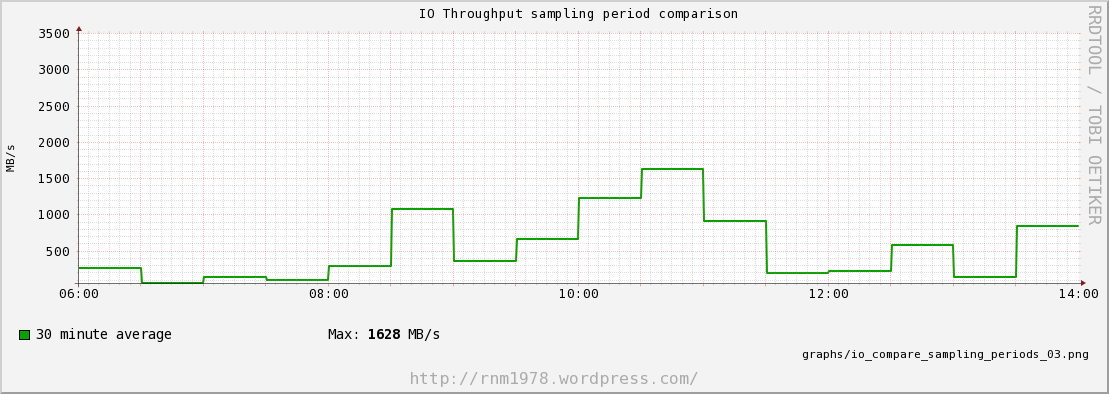 IO Throughput sampling period comparison
RRDTOOL / TOBI OETIKER
MB/s
3500
3000
2500
2000
1500
1000
500
06:00 08:00 10:00 12:00 14:00
30 minute average Max: 1628 MB/s
graphs/io_compare_sampling_periods_03.png
http://rnm1978.wordpress.com/